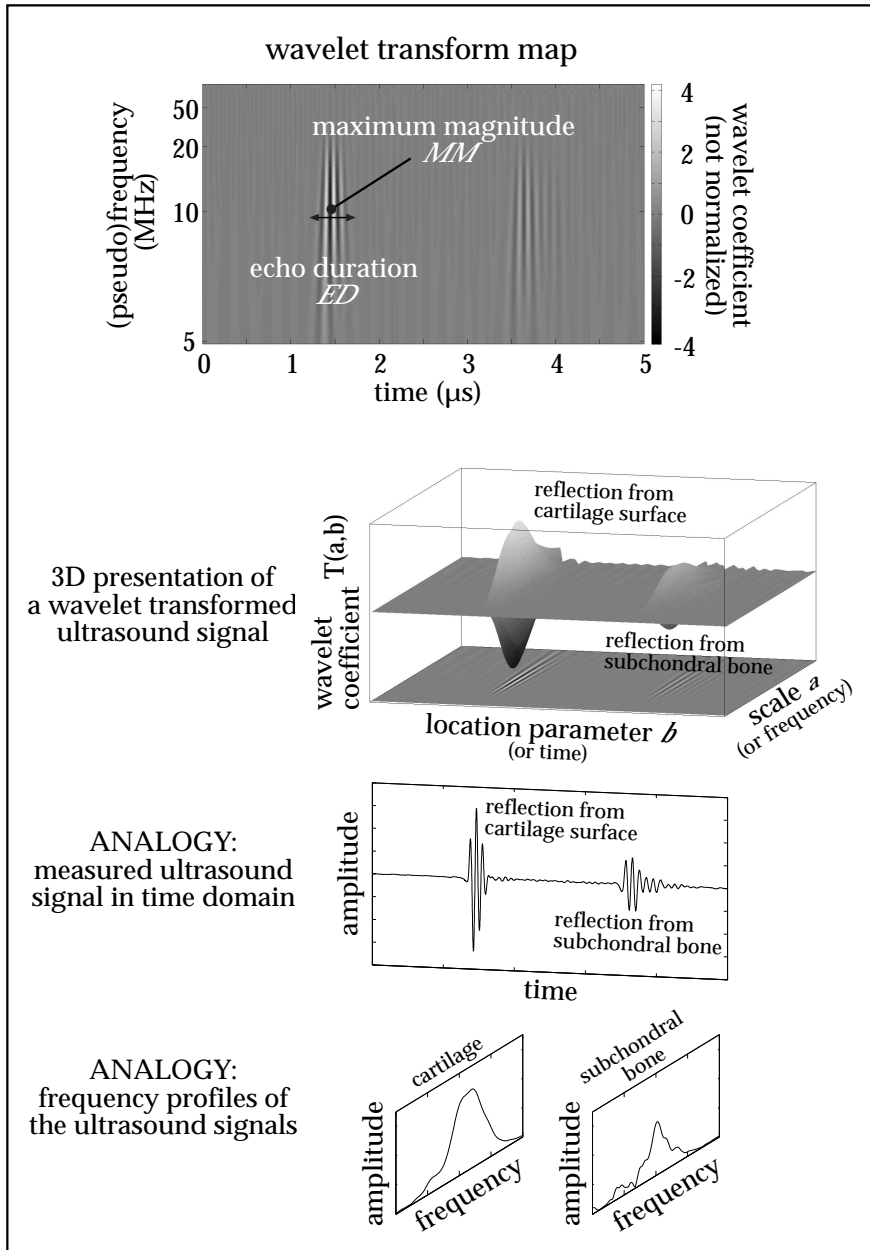 wavelet transform map
50
20
10
5
(pseudo)frequency
(MHz)
maximum magnitude
MM
echo duration
ED
0
1
2
3
4
5
time (µs)
4
2
0
-2
-4
wavelet coefficient
(not normalized)
3D presentation of
a wavelet transformed
ultrasound signal
wavelet
coefficient T(a,b)
reflection from
cartilage surface
reflection from
subchondral bone
location parameter b
(or time)
scale a
(or frequency)
ANALOGY:
measured ultrasound
signal in time domain
amplitude
reflection from
cartilage surface
reflection from
subchondral bone
time
ANALOGY:
frequency profiles of
the ultrasound signals
cartilage
amplitude
frequency
subchondral
bone
amplitude
frequency